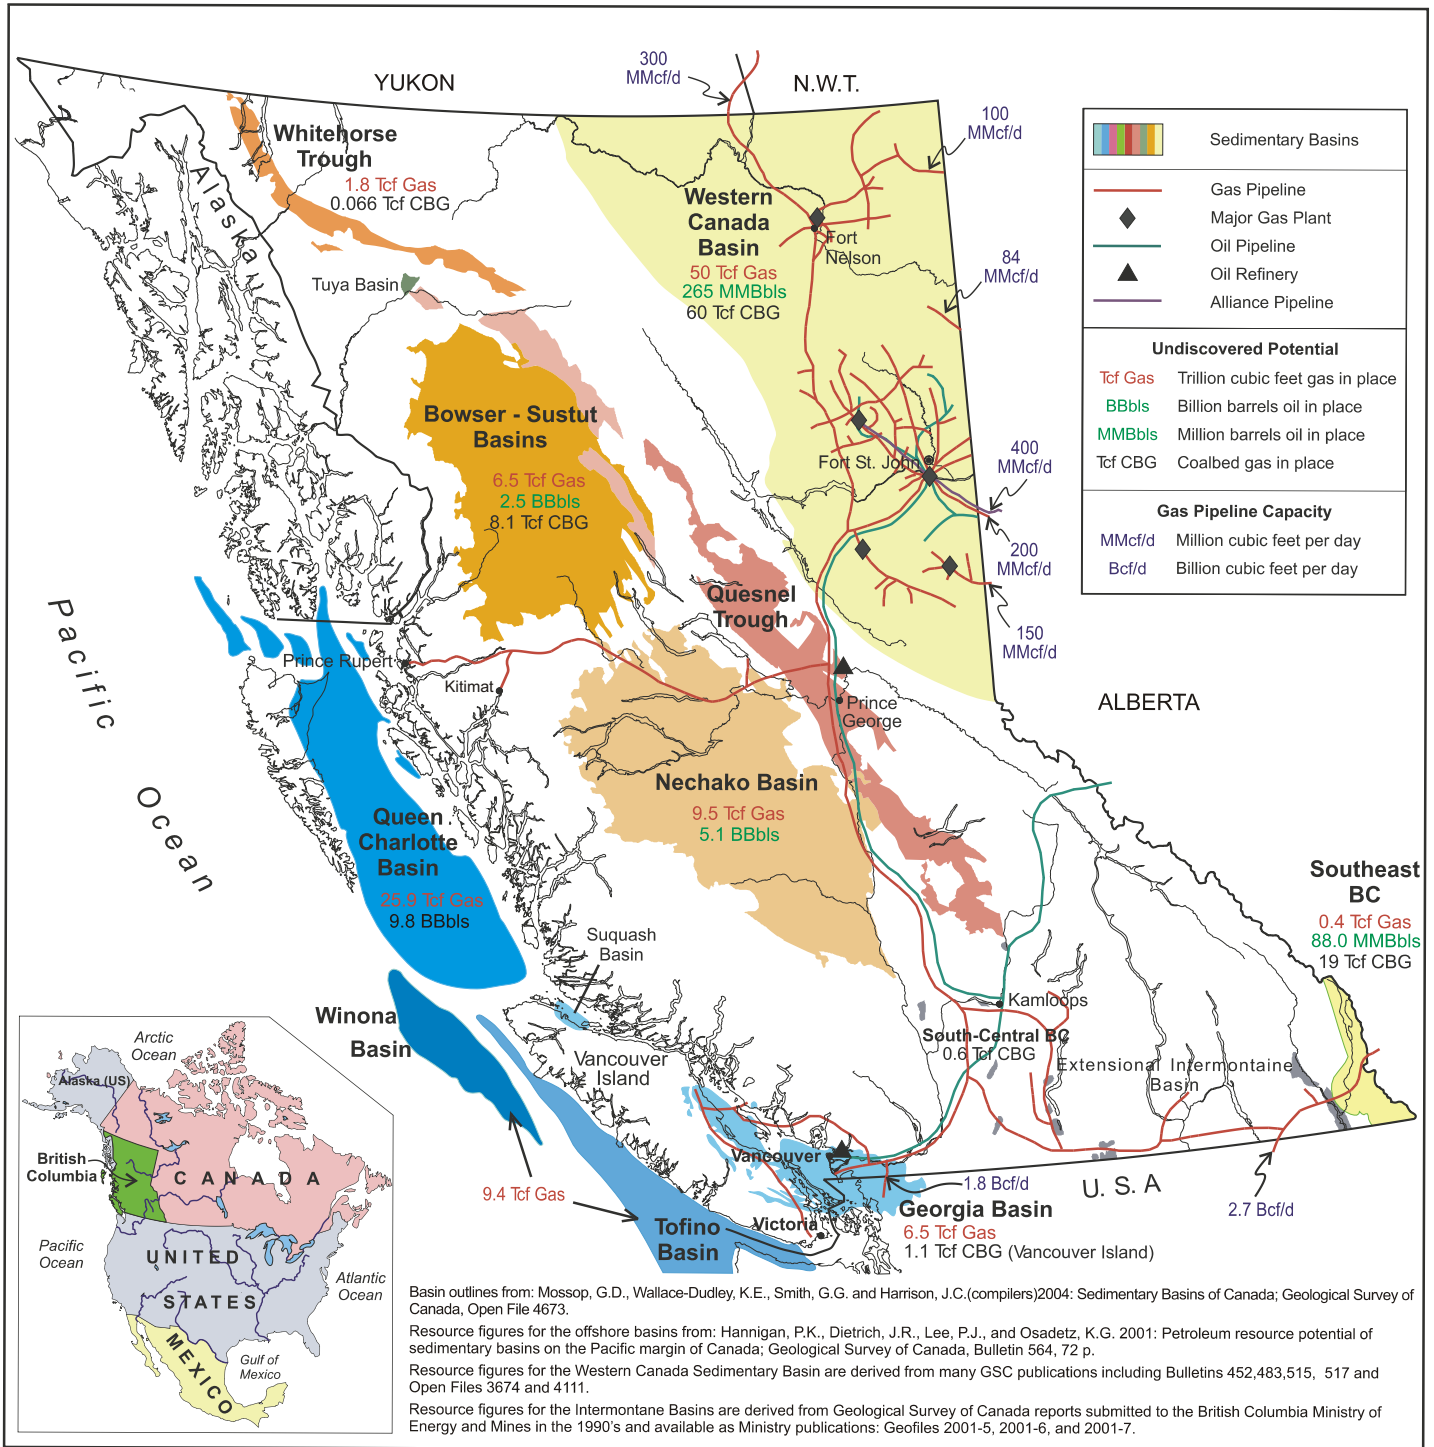 YUKON
N.W.T.
300
MMcf/d
100
MMcf/d
84
MMcf/d
400
MMcf/d
200
MMcf/d
150
MMcf/d
Whitehorse
Trough
1.8 Tcf Gas
0.066 Tcf CBG
Alaska
Tuya Basin
Western
Canada
Basin
50 Tcf Gas
265 MMBbls
60 Tcf CBG
Fort
Nelson
Bowser - Sustut
Basins
6.5 Tcf Gas
2.5 BBbls
8.1 Tcf CBG
Fort St. John
Quesnel
Trough
Prince Rupert
Kitimat
Prince
George
ALBERTA
Pacific
Ocean
Nechako Basin
9.5 Tcf Gas
5.1 BBbls
Queen
Charlotte
Basin
25.9 Tcf Gas
9.8 BBbls
Suquash
Basin
Southeast
BC
0.4 Tcf Gas
88.0 MMBbls
19 Tcf CBG
Winona
Basin
Vancouver
Island
Kamloops
South-Central BC
0.6 Tcf CBG
Extensional Intermontaine
Basin
Vancouver
9.4 Tcf Gas
Tofino
Basin
Victoria
1.8 Bcf/d
Georgia Basin
6.5 Tcf Gas
1.1 Tcf CBG (Vancouver Island)
U. S. A
2.7 Bcf/d
Sedimentary Basins
Gas Pipeline
Major Gas Plant
Oil Pipeline
Oil Refinery
Alliance Pipeline
Undiscovered Potential
Tcf Gas Trillion cubic feet gas in place
BBbls Billion barrels oil in place
MMBbls Million barrels oil in place
Tcf CBG Coalbed gas in place
Gas Pipeline Capacity
MMcf/d Million cubic feet per day
Bcf/d Billion cubic feet per day
Arctic
Ocean
Alaska (US)
British
Columbia
CANADA
Pacific
Ocean
UNITED
STATES
Atlantic
Ocean
MEXICO
Gulf of
Mexico
Basin outlines from: Mossop, G.D., Wallace-Dudley, K.E., Smith, G.G. and Harrison, J.C.(compilers)2004: Sedimentary Basins of Canada; Geological Survey of
Canada, Open File 4673.
Resource figures for the offshore basins from: Hannigan, P.K., Dietrich, J.R., Lee, P.J., and Osadetz, K.G. 2001: Petroleum resource potential of
sedimentary basins on the Pacific margin of Canada; Geological Survey of Canada, Bulletin 564, 72 p.
Resource figures for the Western Canada Sedimentary Basin are derived from many GSC publications including Bulletins 452,483,515, 517 and
Open Files 3674 and 4111.
Resource figures for the Intermontane Basins are derived from Geological Survey of Canada reports submitted to the British Columbia Ministry of
Energy and Mines in the 1990's and available as Ministry publications: Geofiles 2001-5, 2001-6, and 2001-7.